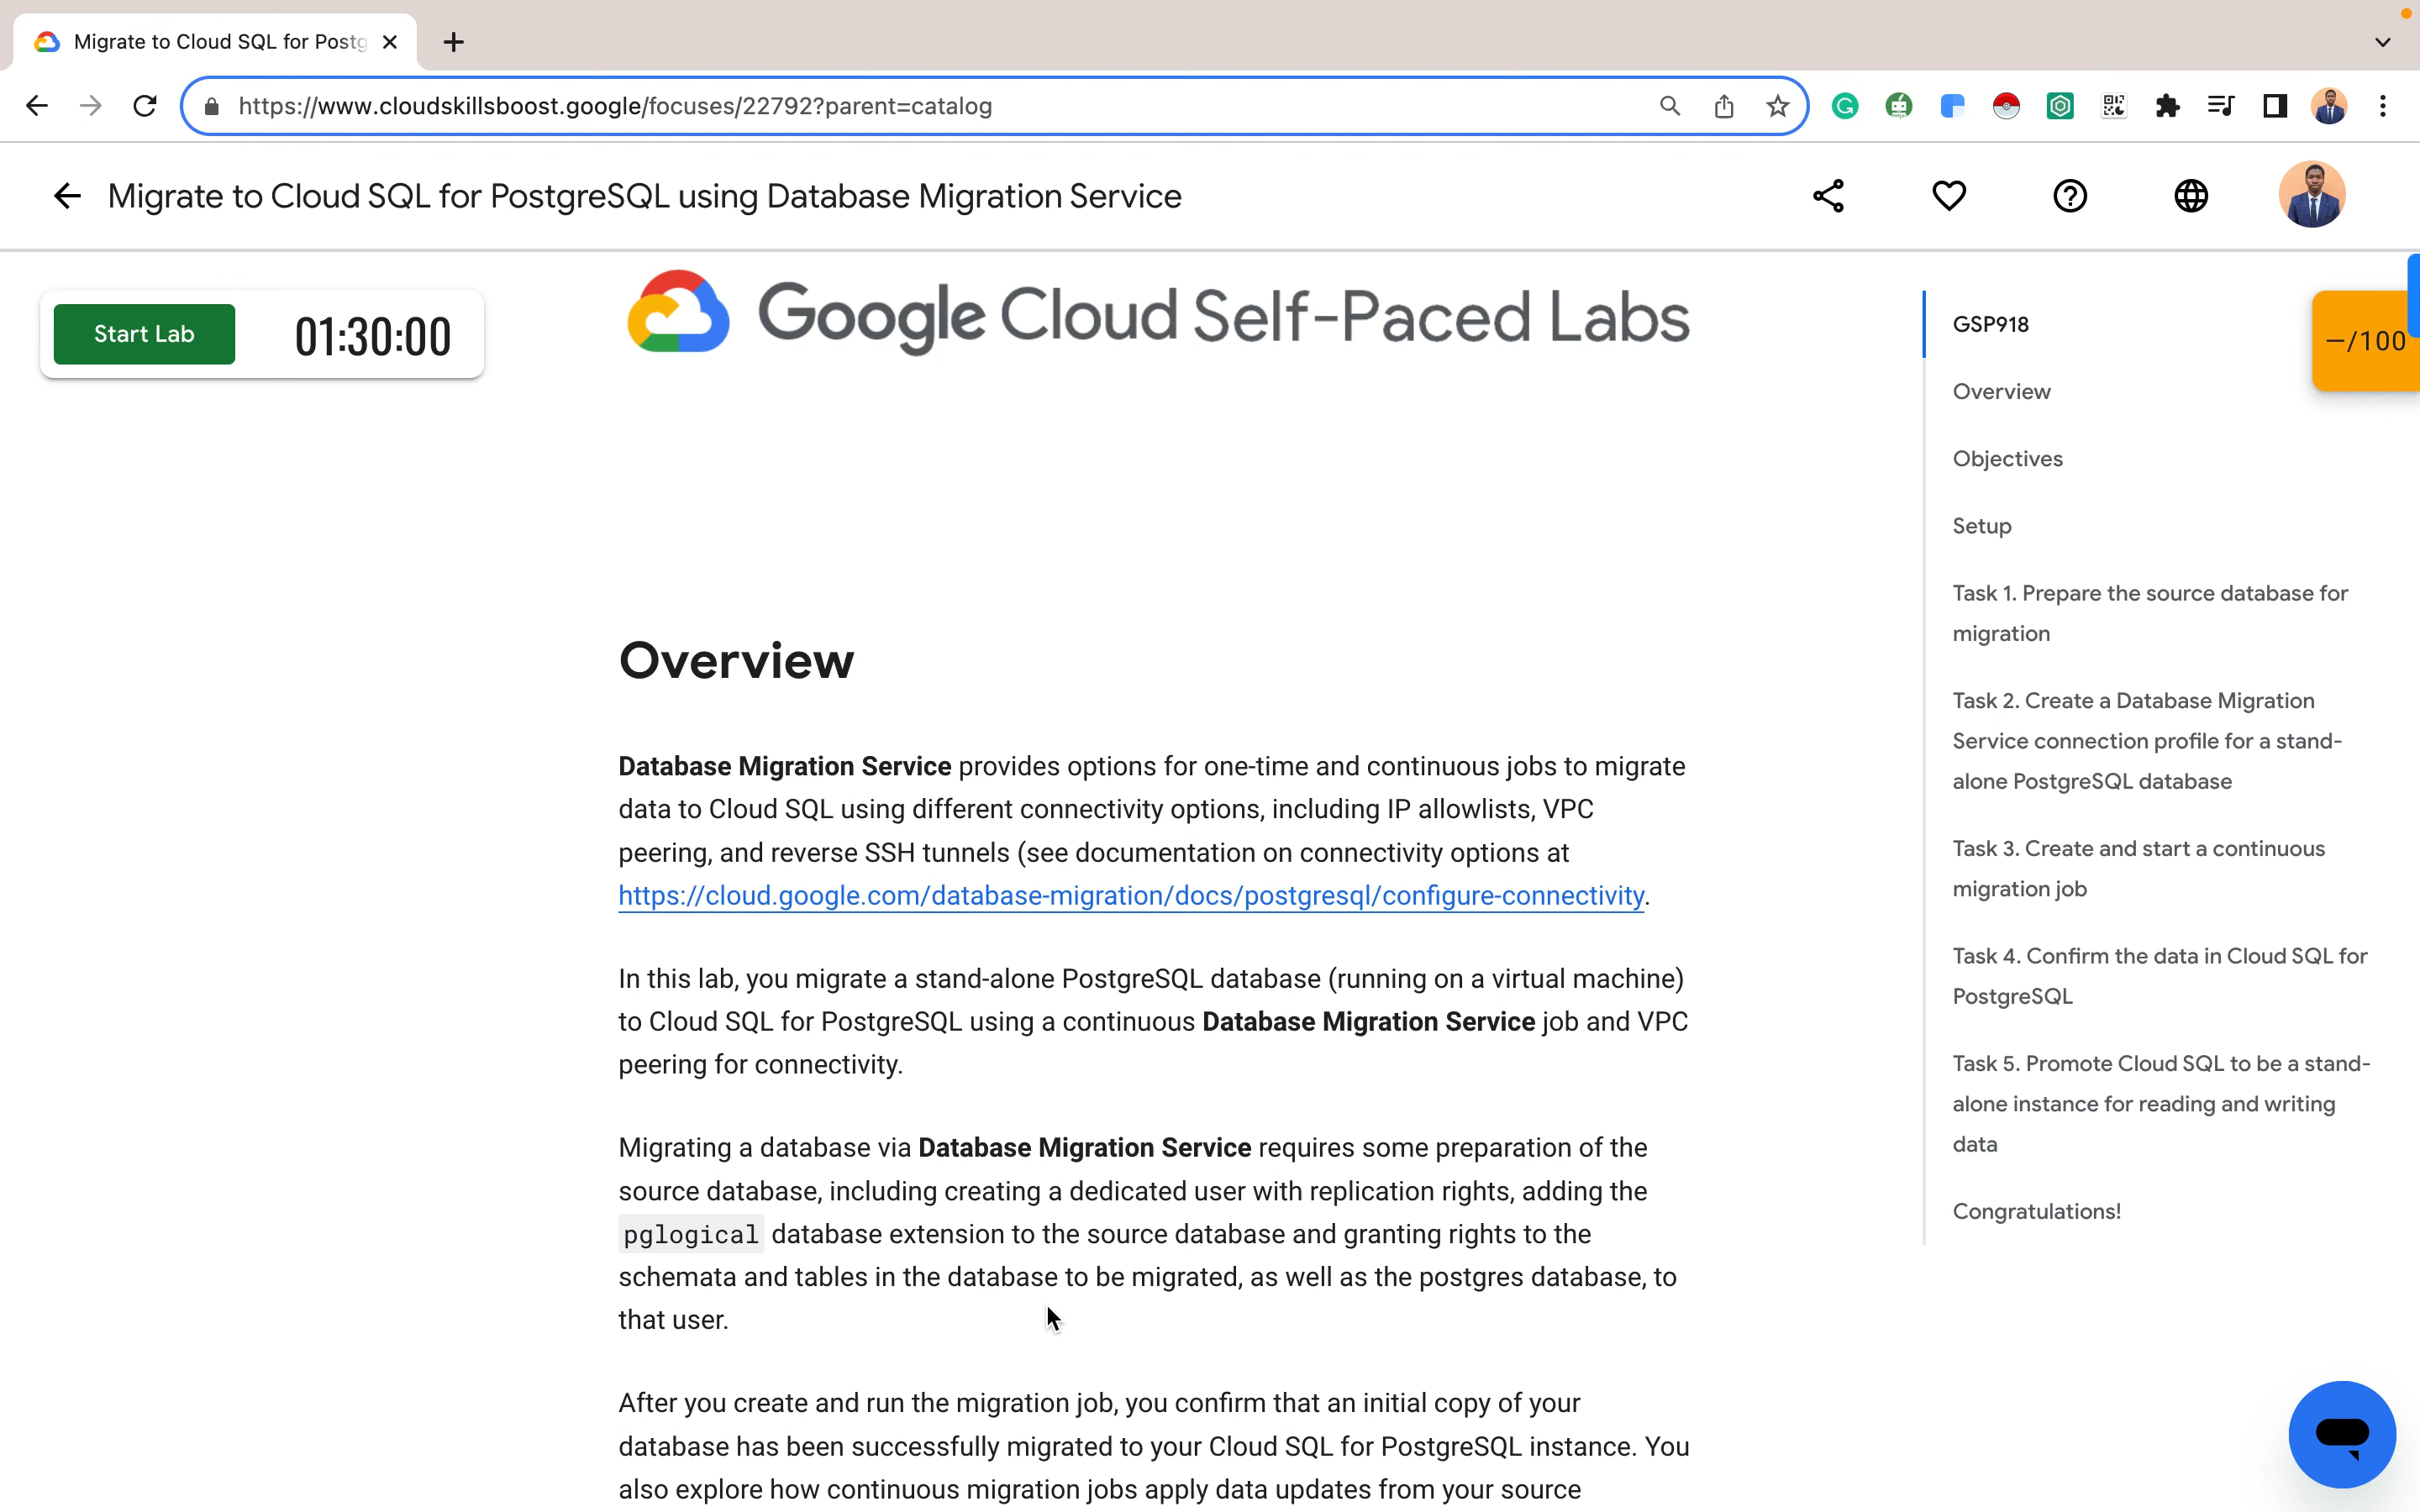 Migrate to Cloud SQL for Postg
https://www.cloudskillsboost.google/focuses/22792?parent=catalog
Migrate to Cloud SQL for PostgreSQL using Database Migration Service
Start Lab
01:30:00
Google Cloud Self-Paced Labs
Overview
Database Migration Service provides options for one-time and continuous jobs to migrate
data to Cloud SQL using different connectivity options, including IP allowlists, VPC
peering, and reverse SSH tunnels (see documentation on connectivity options at
https://cloud.google.com/database-migration/docs/postgresql/configure-connectivity.
In this lab, you migrate a stand-alone PostgreSQL database (running on a virtual machine)
to Cloud SQL for PostgreSQL using a continuous Database Migration Service job and VPC
peering for connectivity.
Migrating a database via Database Migration Service requires some preparation of the
source database, including creating a dedicated user with replication rights, adding the
pglogical database extension to the source database and granting rights to the
schemata and tables in the database to be migrated, as well as the postgres database, to
that user.
After you create and run the migration job, you confirm that an initial copy of your
database has been successfully migrated to your Cloud SQL for PostgreSQL instance. You
also explore how continuous migration jobs apply data updates from your source
GSP918
Overview
Objectives
Setup
Task 1. Prepare the source database for
migration
Task 2. Create a Database Migration
Service connection profile for a stand-
alone PostgreSQL database
Task 3. Create and start a continuous
migration job
Task 4. Confirm the data in Cloud SQL for
PostgreSQL
Task 5. Promote Cloud SQL to be a stand-
alone instance for reading and writing
data
Congratulations!
—/100